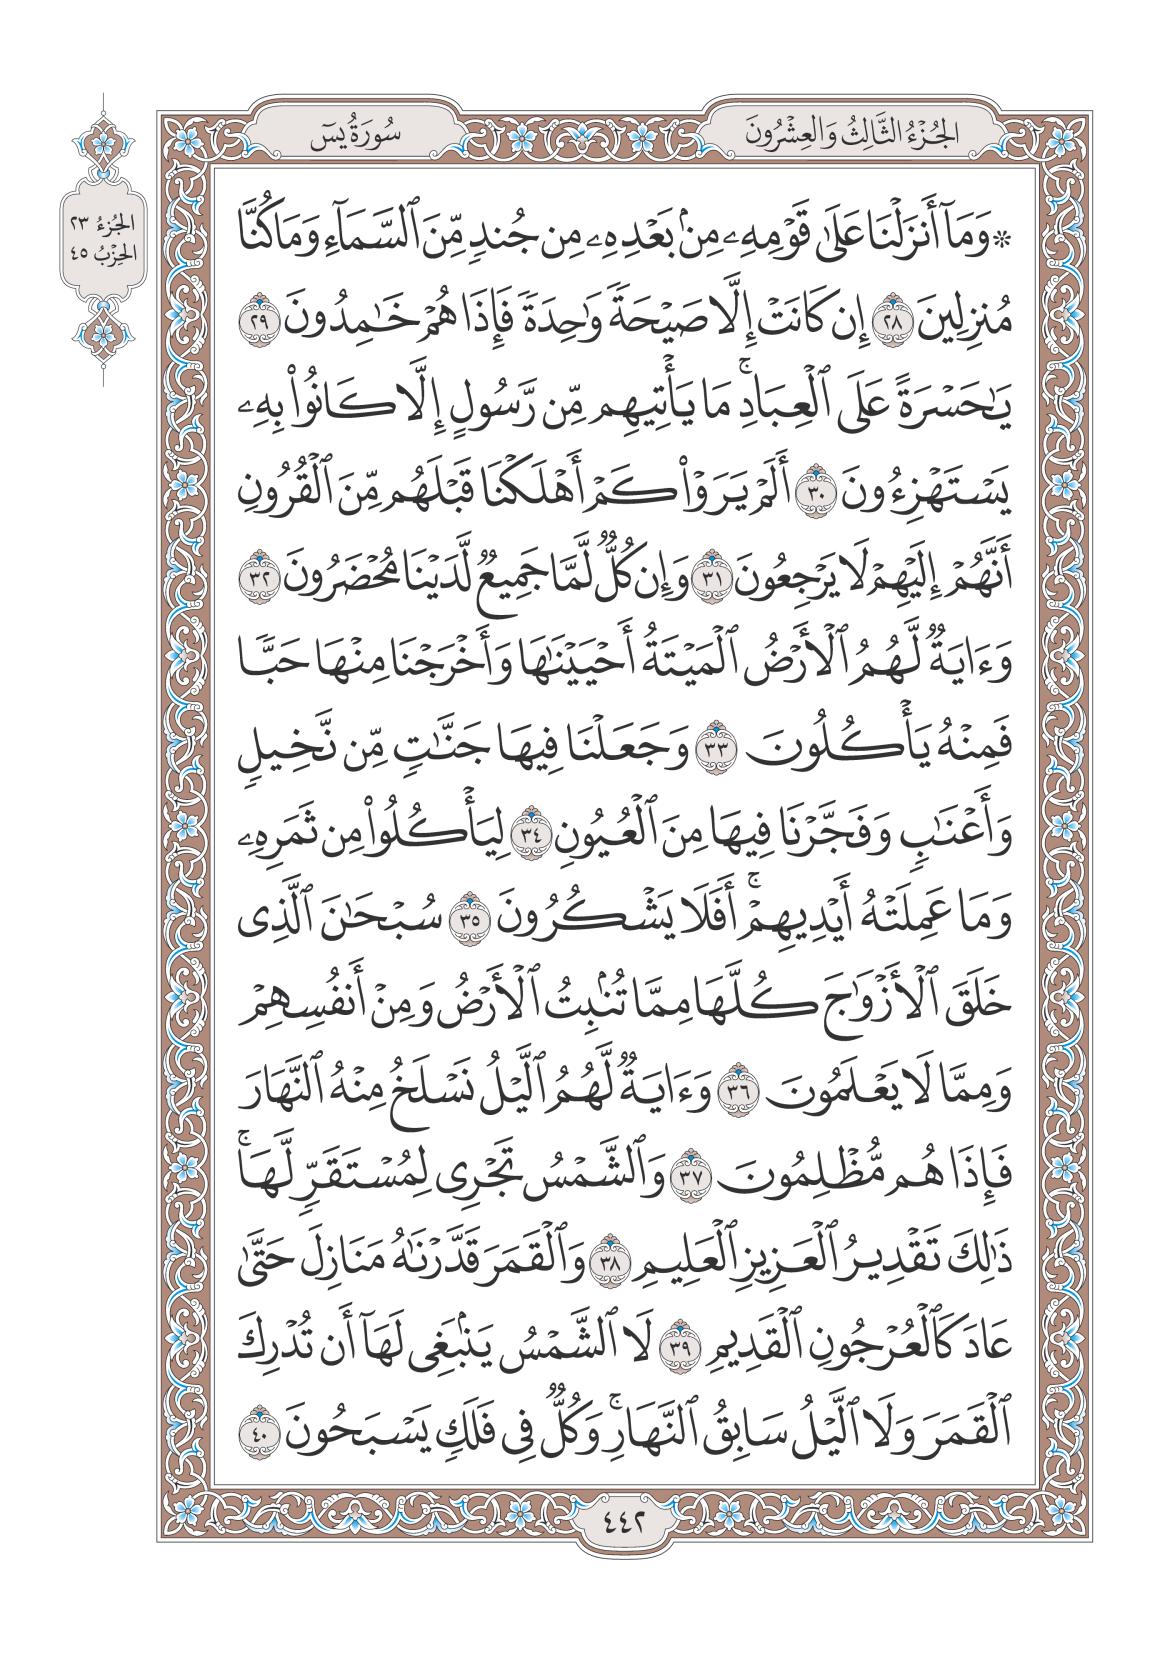 الجُزْءُ الثَّالِثُ وَالعِشْرُونَ
سُورَةُ يسٓ
الجُزءُ ٢٣
الحِزْبُ ٤٥
۞ وَمَآ أَنزَلْنَا عَلَىٰ قَوْمِهِۦ مِنۢ بَعْدِهِۦ مِن جُندٍ مِّنَ ٱلسَّمَآءِ وَمَا كُنَّا
مُنزِلِينَ ٢٨ إِن كَانَتْ إِلَّا صَيْحَةً وَٰحِدَةً فَإِذَا هُمْ خَٰمِدُونَ ٢٩
يَٰحَسْرَةً عَلَى ٱلْعِبَادِۚ مَا يَأْتِيهِم مِّن رَّسُولٍ إِلَّا كَانُوا۟ بِهِۦ
يَسْتَهْزِءُونَ ٣٠ أَلَمْ يَرَوْا۟ كَمْ أَهْلَكْنَا قَبْلَهُم مِّنَ ٱلْقُرُونِ
أَنَّهُمْ إِلَيْهِمْ لَا يَرْجِعُونَ ٣١ وَإِن كُلٌّ لَّمَّا جَمِيعٌ لَّدَيْنَا مُحْضَرُونَ ٣٢
وَءَايَةٌ لَّهُمُ ٱلْأَرْضُ ٱلْمَيْتَةُ أَحْيَيْنَٰهَا وَأَخْرَجْنَا مِنْهَا حَبًّا
فَمِنْهُ يَأْكُلُونَ ٣٣ وَجَعَلْنَا فِيهَا جَنَّٰتٍ مِّن نَّخِيلٍ
وَأَعْنَٰبٍ وَفَجَّرْنَا فِيهَا مِنَ ٱلْعُيُونِ ٣٤ لِيَأْكُلُوا۟ مِن ثَمَرِهِۦ
وَمَا عَمِلَتْهُ أَيْدِيهِمْۚ أَفَلَا يَشْكُرُونَ ٣٥ سُبْحَٰنَ ٱلَّذِى
خَلَقَ ٱلْأَزْوَٰجَ كُلَّهَا مِمَّا تُنۢبِتُ ٱلْأَرْضُ وَمِنْ أَنفُسِهِمْ
وَمِمَّا لَا يَعْلَمُونَ ٣٦ وَءَايَةٌ لَّهُمُ ٱلَّيْلُ نَسْلَخُ مِنْهُ ٱلنَّهَارَ
فَإِذَا هُم مُّظْلِمُونَ ٣٧ وَٱلشَّمْسُ تَجْرِى لِمُسْتَقَرٍّ لَّهَاۚ
ذَٰلِكَ تَقْدِيرُ ٱلْعَزِيزِ ٱلْعَلِيمِ ٣٨ وَٱلْقَمَرَ قَدَّرْنَٰهُ مَنَازِلَ حَتَّىٰ
عَادَ كَٱلْعُرْجُونِ ٱلْقَدِيمِ ٣٩ لَا ٱلشَّمْسُ يَنۢبَغِى لَهَآ أَن تُدْرِكَ
ٱلْقَمَرَ وَلَا ٱلَّيْلُ سَابِقُ ٱلنَّهَارِۚ وَكُلٌّ فِى فَلَكٍ يَسْبَحُونَ ٤٠
٤٤٢